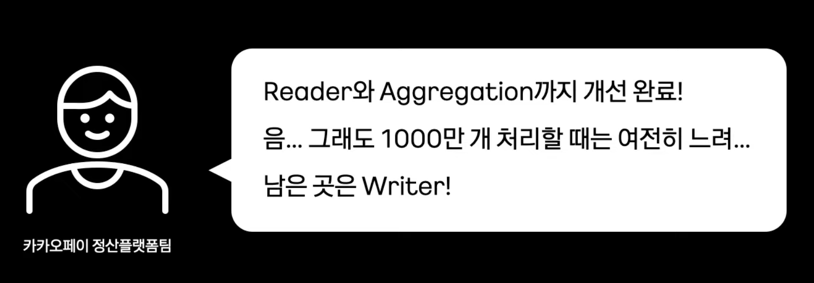 Reader와 Aggregation까지 개선 완료!
음... 그래도 1000만 개 처리할 때는 여전히 느려...
남은 곳은 Writer!
카카오페이 정산플랫폼팀